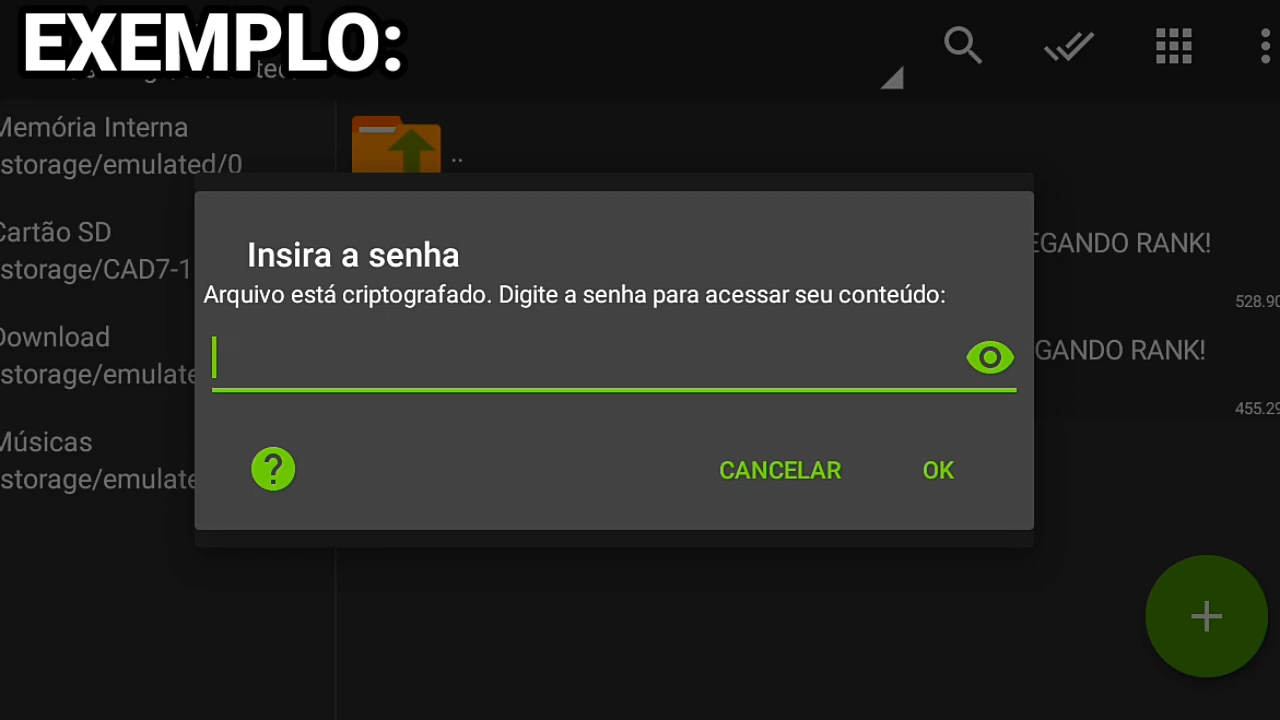 EXEMPLO:
Memória Interna
storage/emulated/0
..
Cartão SD
storage/CAD7-1
EGANDO RANK!
528.90
Download
storage/emulate
GANDO RANK!
455.29
Músicas
storage/emulate
Insira a senha
Arquivo está criptografado. Digite a senha para acessar seu conteúdo:
?
CANCELAR
OK
+